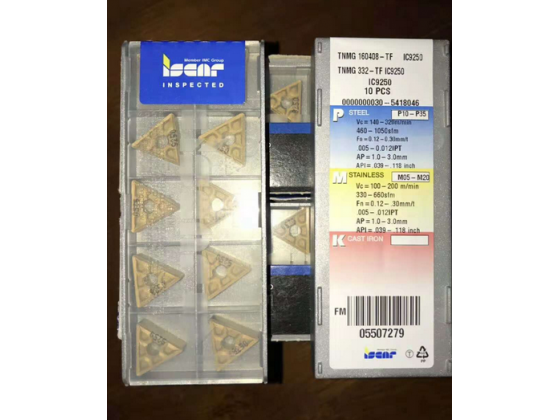 Member IMC Group
iscar
INSPECTED
TNMG 160408-TF IC9250
TNMG 332-TF IC9250
IC9250
10 PCS
0000000030-5418046
P STEEL P10-P35
460-1050sfm
Fn=0.12-0.30mm/t
.005-0.012IPT
AP=1.0-3.0mm
APi=.039-.118 inch
M STAINLESS M05-M20
Vc=100-200 m/min
330-660sfm
Fn=0.12-.30mm/t
.005-.012IPT
AP=1.0-3.0mm
APi=.039-.118 inch
K CAST IRON
FM
05507279
iscar